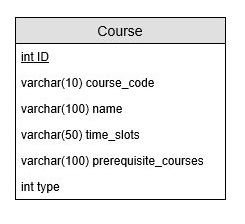 Course
int ID
varchar(10) course_code
varchar(100) name
varchar(50) time_slots
varchar(100) prerequisite_courses
int type